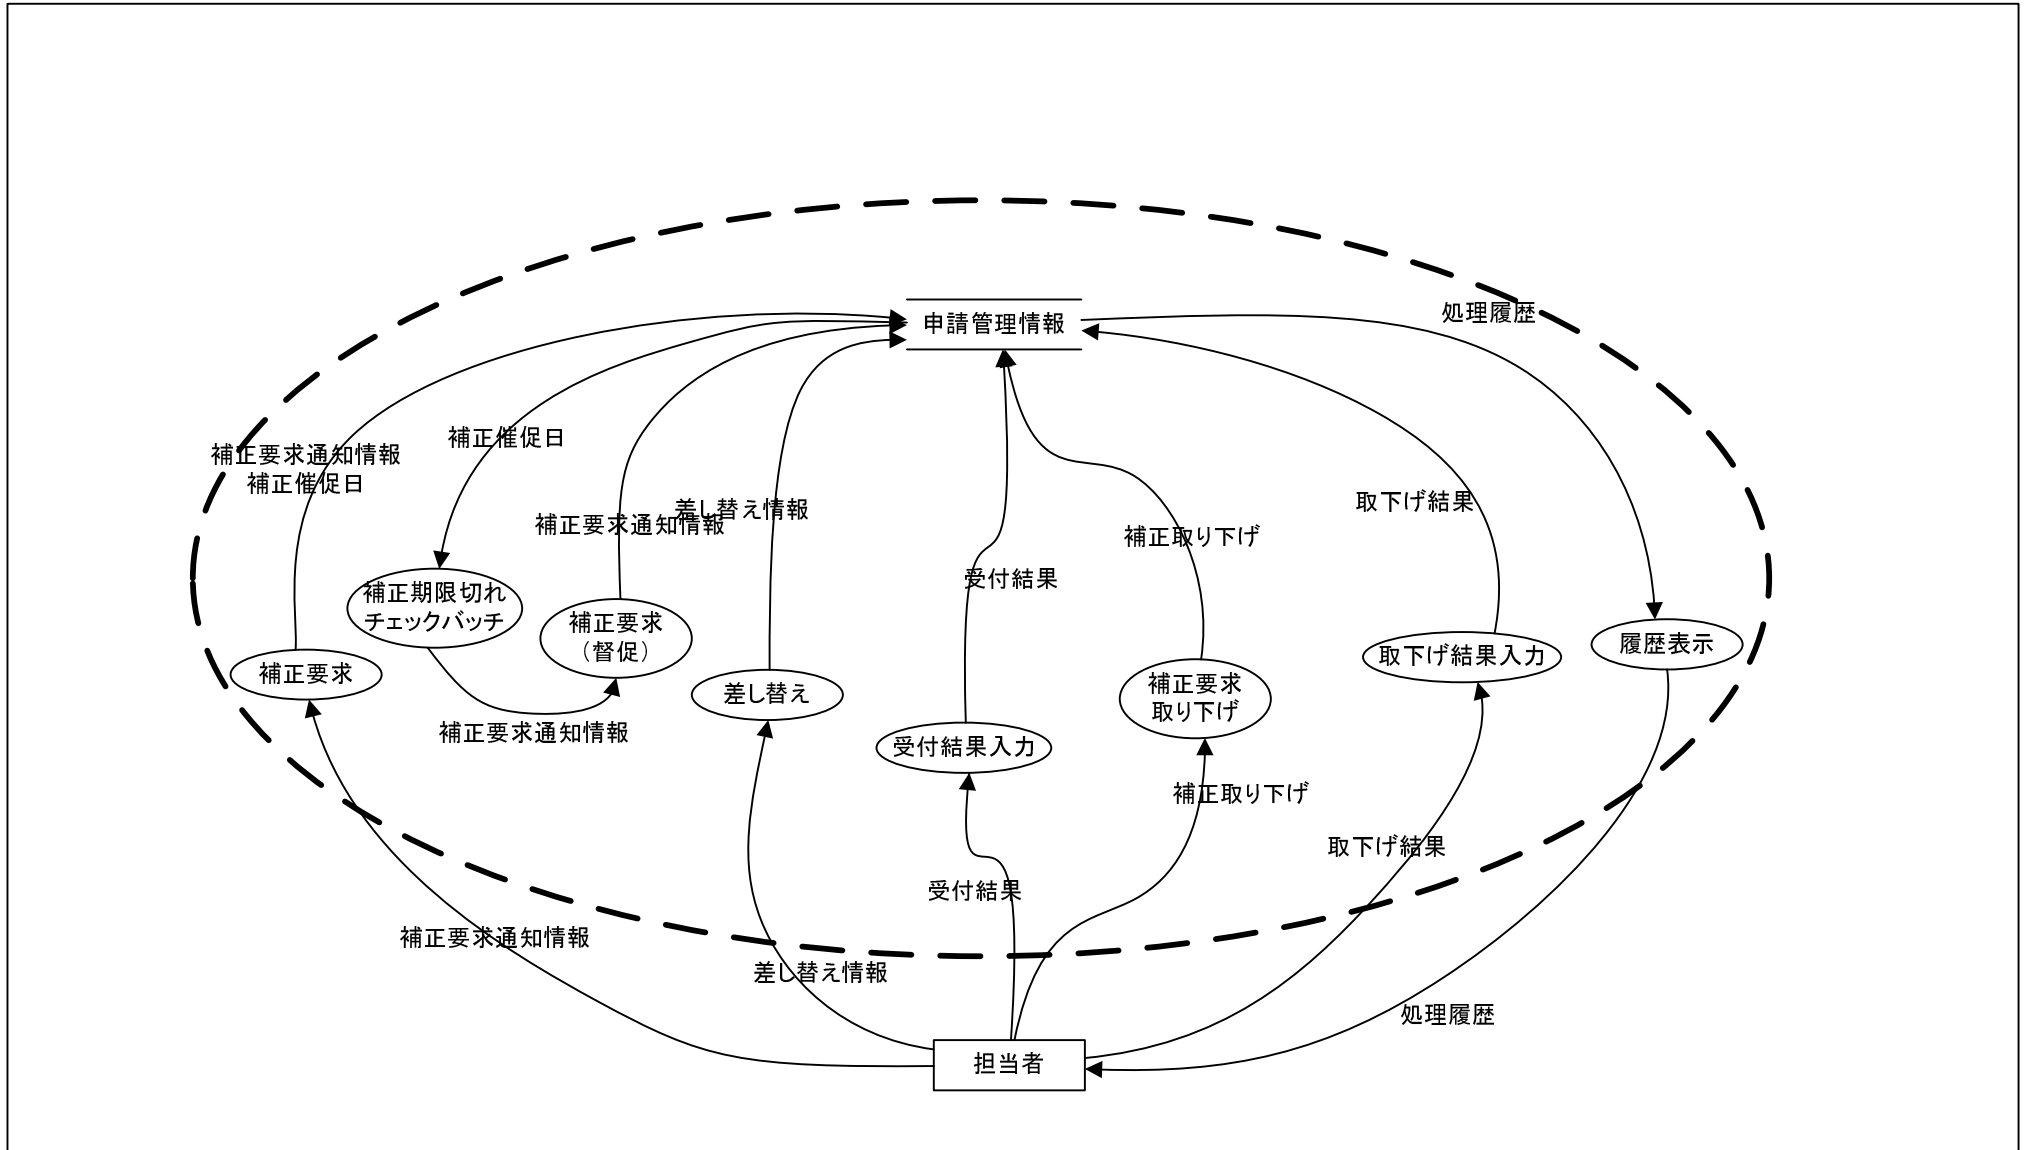 処理履歴
申請管理情報
補正要求通知情報
補正催促日
補正催促日
補正要求通知情報
差し替え情報
受付結果
補正取り下げ
取下げ結果
補正期限切れ
チェックバッチ
補正要求
（督促）
補正要求
差し替え
受付結果入力
補正要求
取り下げ
取下げ結果入力
履歴表示
補正要求通知情報
補正取り下げ
取下げ結果
受付結果
補正要求通知情報
差し替え情報
処理履歴
担当者